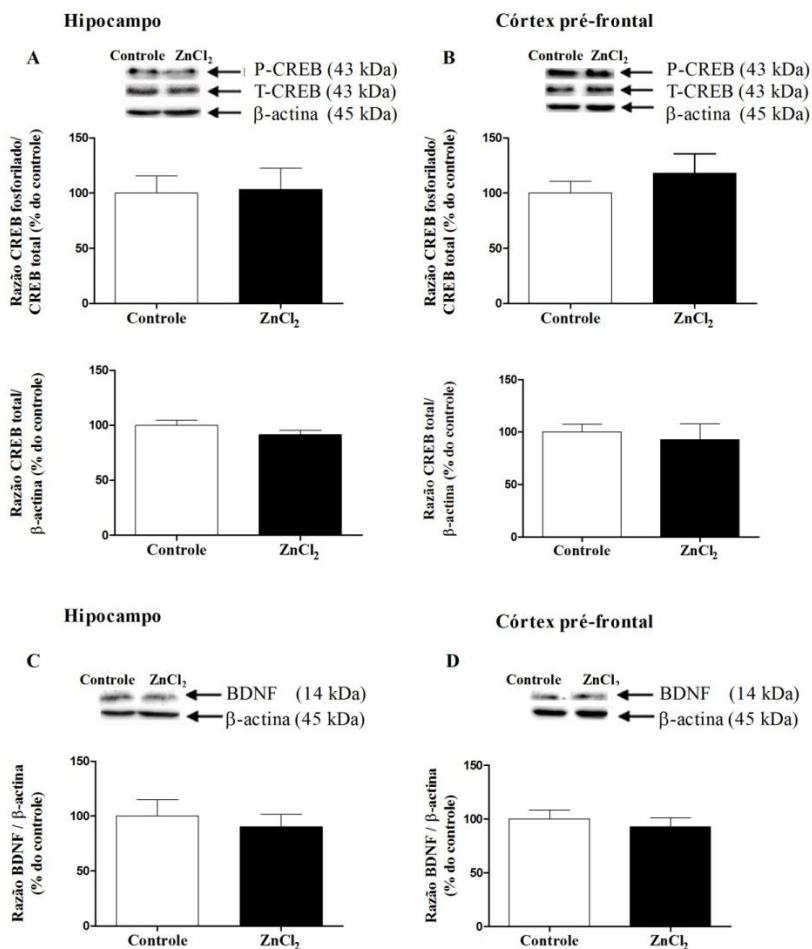 Hipocampo
Córtex pré-frontal
A
Controle ZnCl2
P-CREB (43 kDa)
T-CREB (43 kDa)
β-actina (45 kDa)
Razão CREB fosforilado/
CREB total (% do controle)
150
100
50
0
Controle
ZnCl2
B
Controle ZnCl2
P-CREB (43 kDa)
T-CREB (43 kDa)
β-actina (45 kDa)
Razão CREB fosforilado/
CREB total (% do controle)
150
100
50
0
Controle
ZnCl2
Razão CREB total/
β-actina (% do controle)
150
100
50
0
Controle
ZnCl2
Razão CREB total/
β-actina (% do controle)
150
100
50
0
Controle
ZnCl2
Hipocampo
Córtex pré-frontal
C
Controle ZnCl2
BDNF (14 kDa)
β-actina (45 kDa)
Razão BDNF / β-actina
(% do controle)
150
100
50
0
Controle
ZnCl2
D
Controle ZnCl2
BDNF (14 kDa)
β-actina (45 kDa)
Razão BDNF / β-actina
(% do controle)
150
100
50
0
Controle
ZnCl2